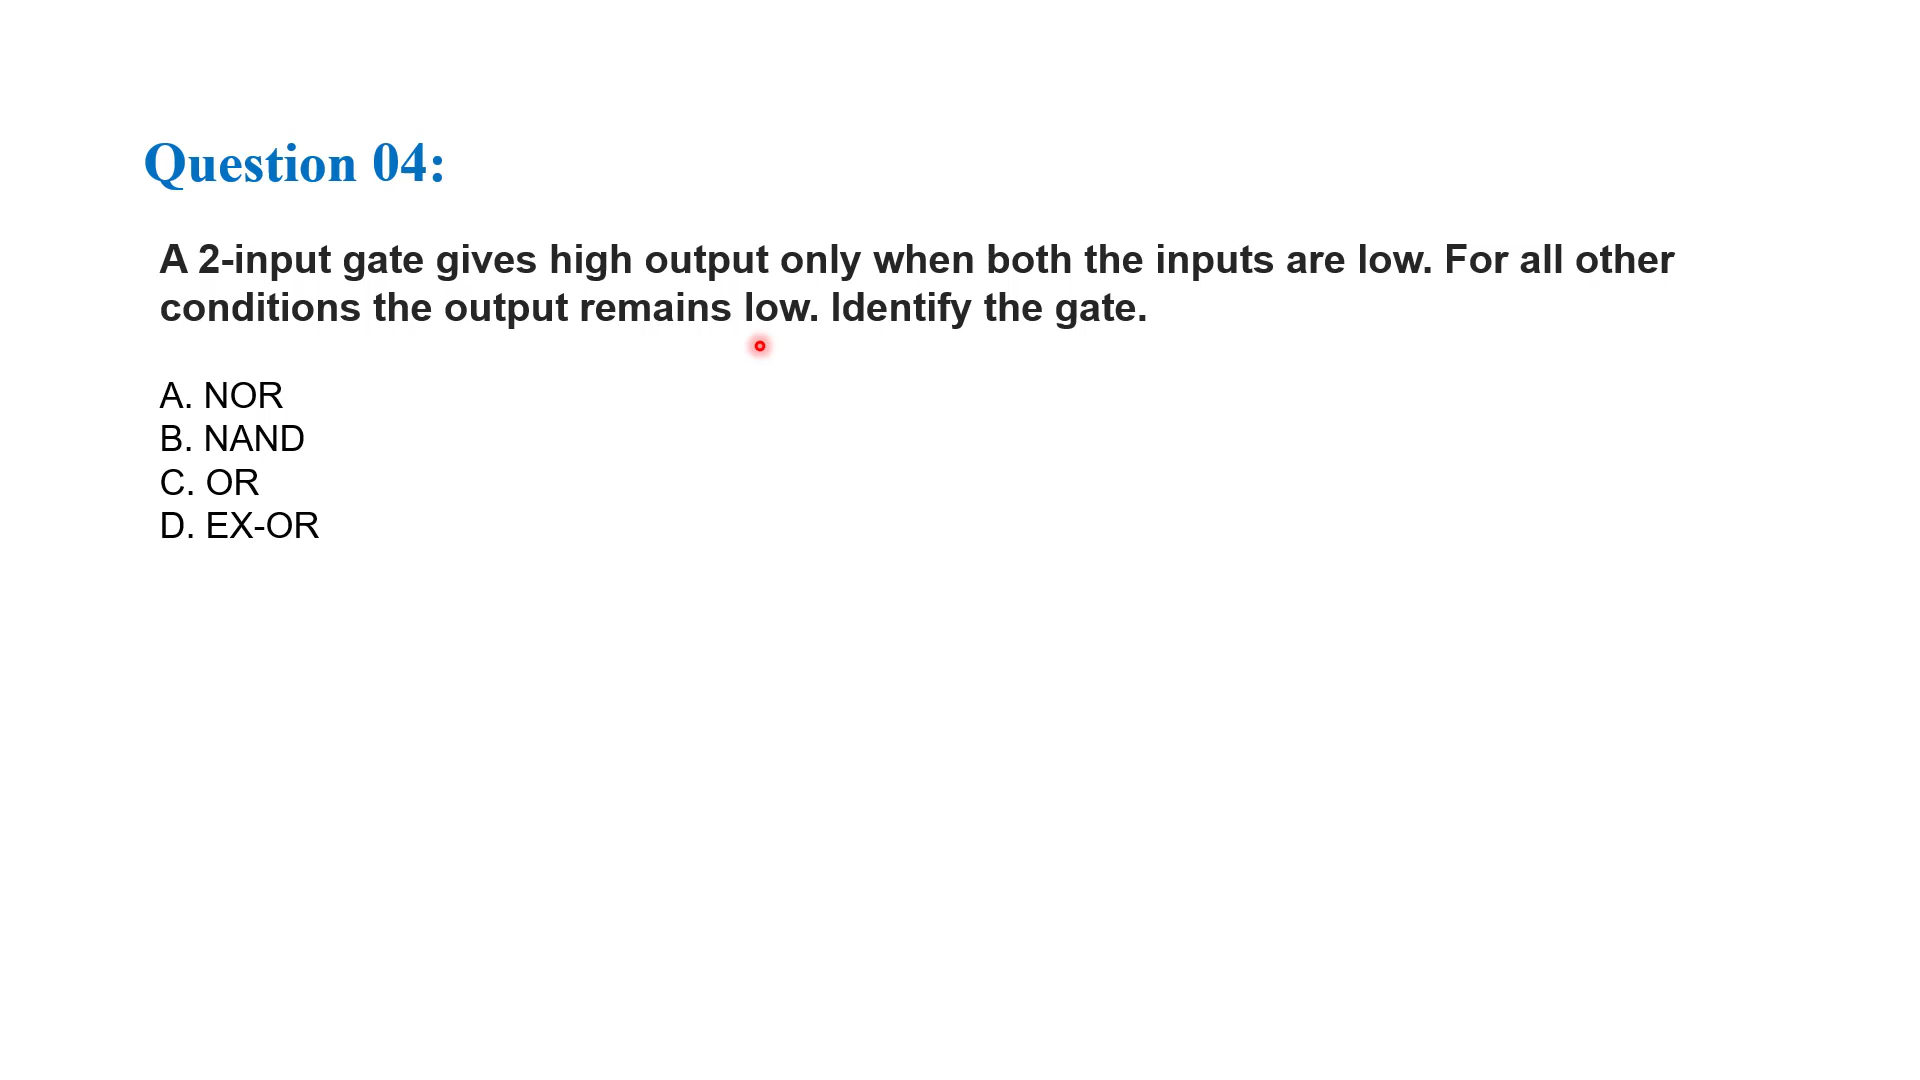 Question 04:
A 2-input gate gives high output only when both the inputs are low. For all other
conditions the output remains low. Identify the gate.
A. NOR
B. NAND
C. OR
D. EX-OR